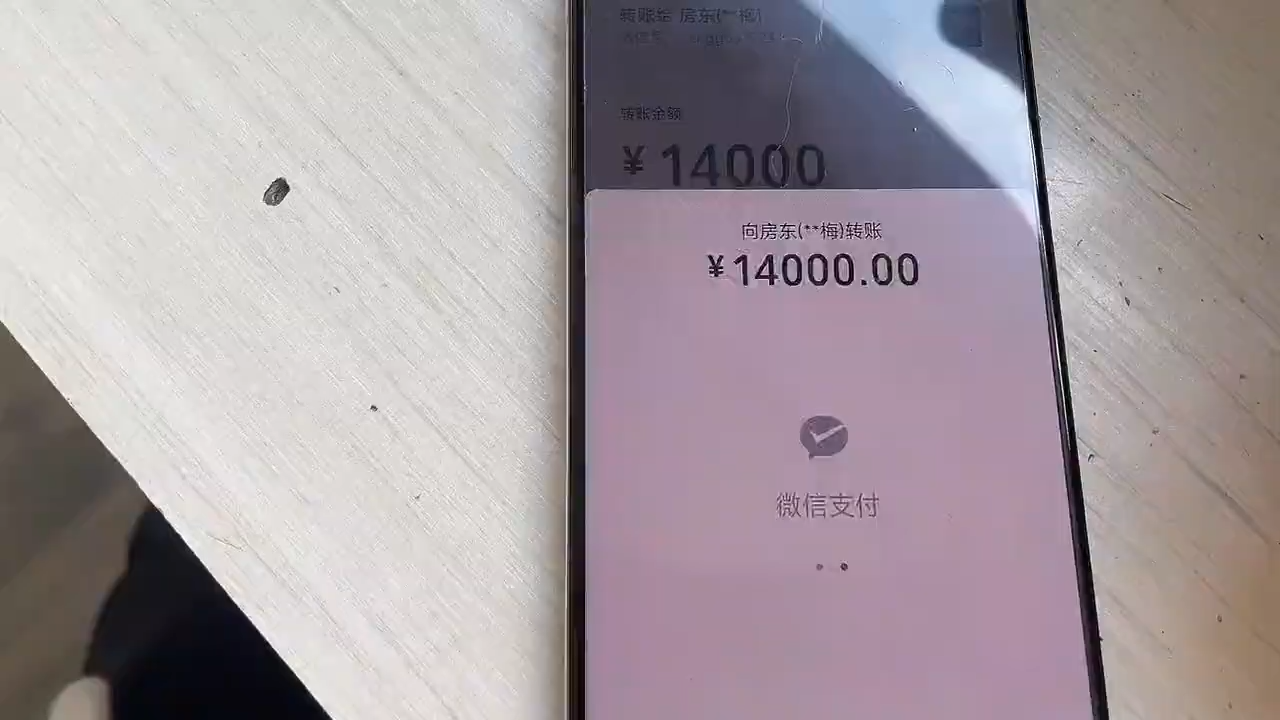 转账给 房东(**梅)
转账金额
¥ 14000
向房东(**梅)转账
¥14000.00
微信支付